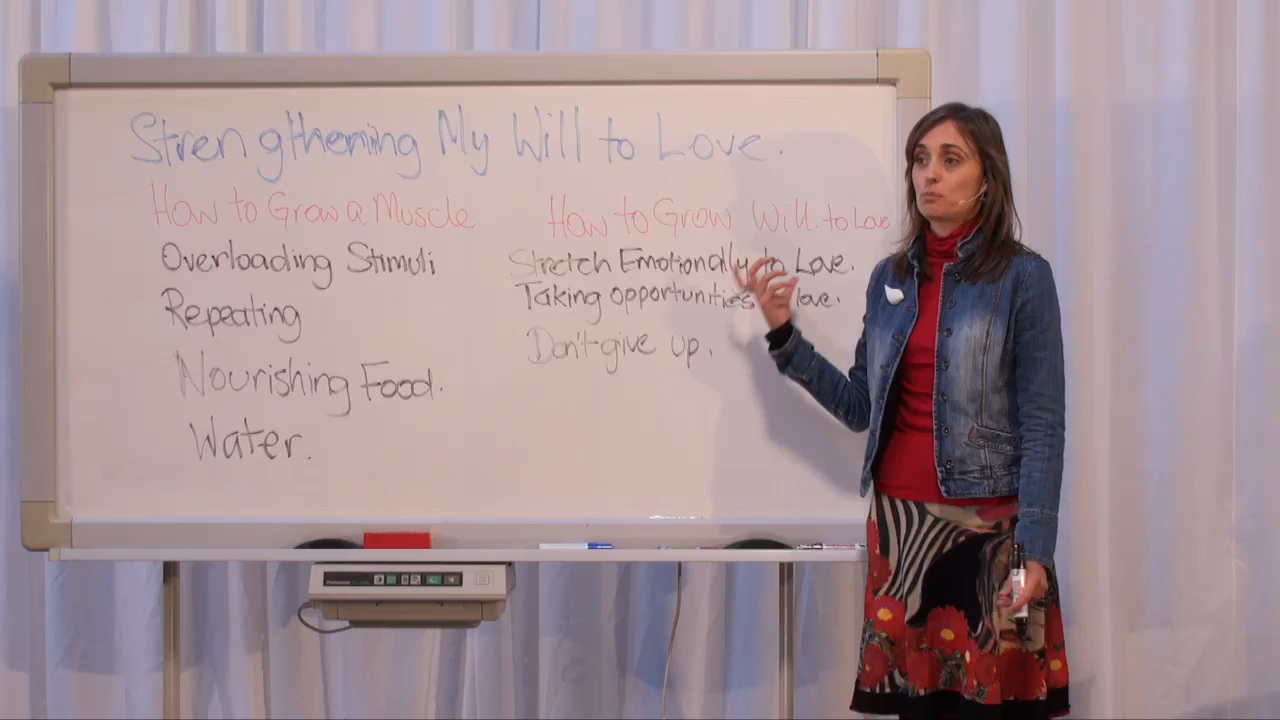 Strengthening My Will to Love.
How to Grow a Muscle
Overloading Stimuli
Repeating
Nourishing Food.
Water.
How to Grow Will to Love
Stretch Emotionally to Love.
Taking opportunities love.
Don't give up.
Panasonic